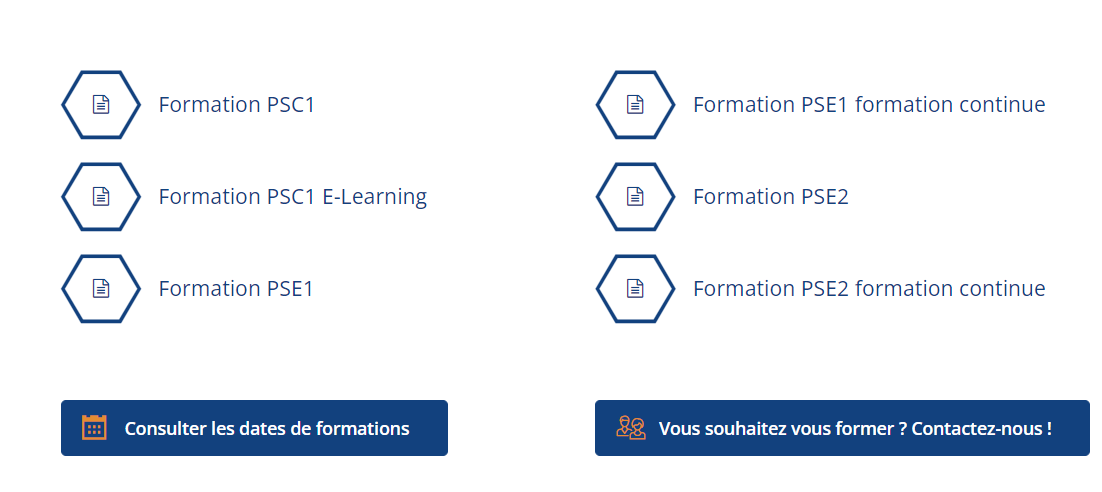 Formation PSC1
Formation PSC1 E-Learning
Formation PSE1
Formation PSE1 formation continue
Formation PSE2
Formation PSE2 formation continue
Consulter les dates de formations
Vous souhaitez vous former ? Contactez-nous !